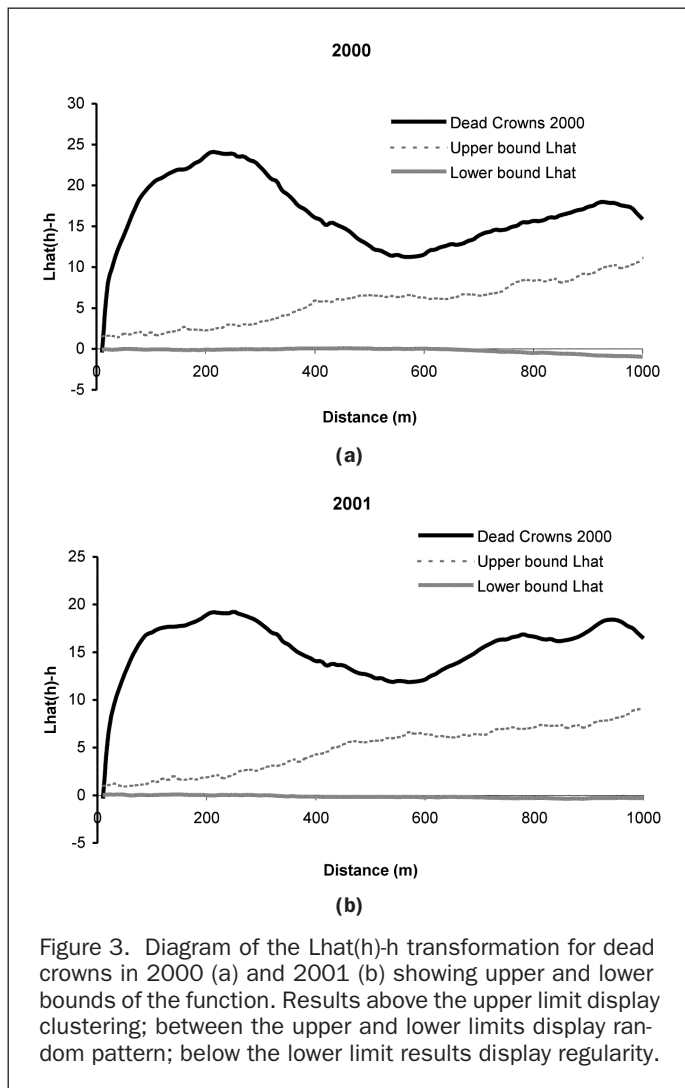 2000
30
25
20
15
10
5
0
-5
Lhat(h)-h
Dead Crowns 2000
Upper bound Lhat
Lower bound Lhat
0 200 400 600 800 1000
Distance (m)
(a)
2001
25
20
15
10
5
0
-5
Lhat(h)-h
Dead Crowns 2000
Upper bound Lhat
Lower bound Lhat
0 200 400 600 800 1000
Distance (m)
(b)
Figure 3. Diagram of the Lhat(h)-h transformation for dead
crowns in 2000 (a) and 2001 (b) showing upper and lower
bounds of the function. Results above the upper limit display
clustering; between the upper and lower limits display ran-
dom pattern; below the lower limit results display regularity.